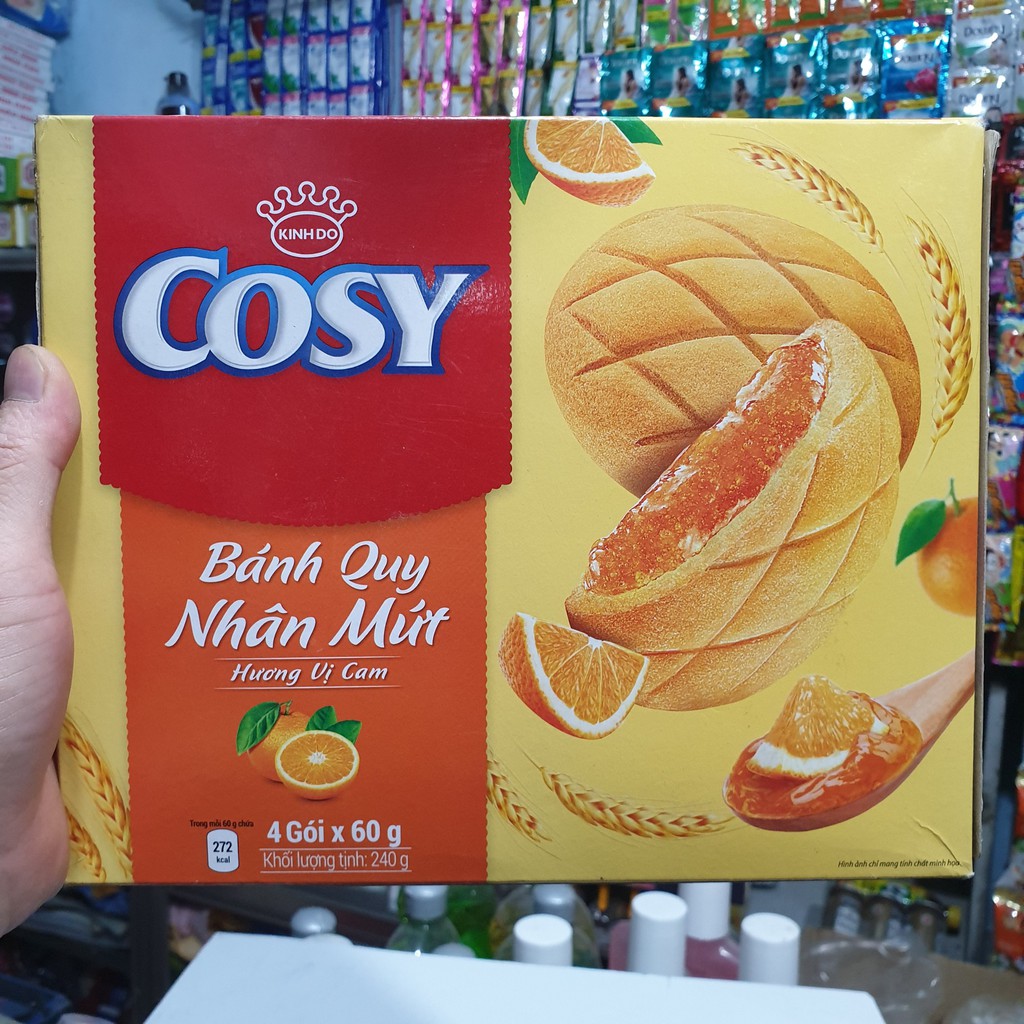 KINH DO
COSY
Bánh Quy
Nhân Mứt
Hương Vị Cam
Trong mỗi 60 g chứa
272
kcal
4 Gói x 60 g
Khối lượng tịnh: 240 g
Hình ảnh chỉ mang tính chất minh họa